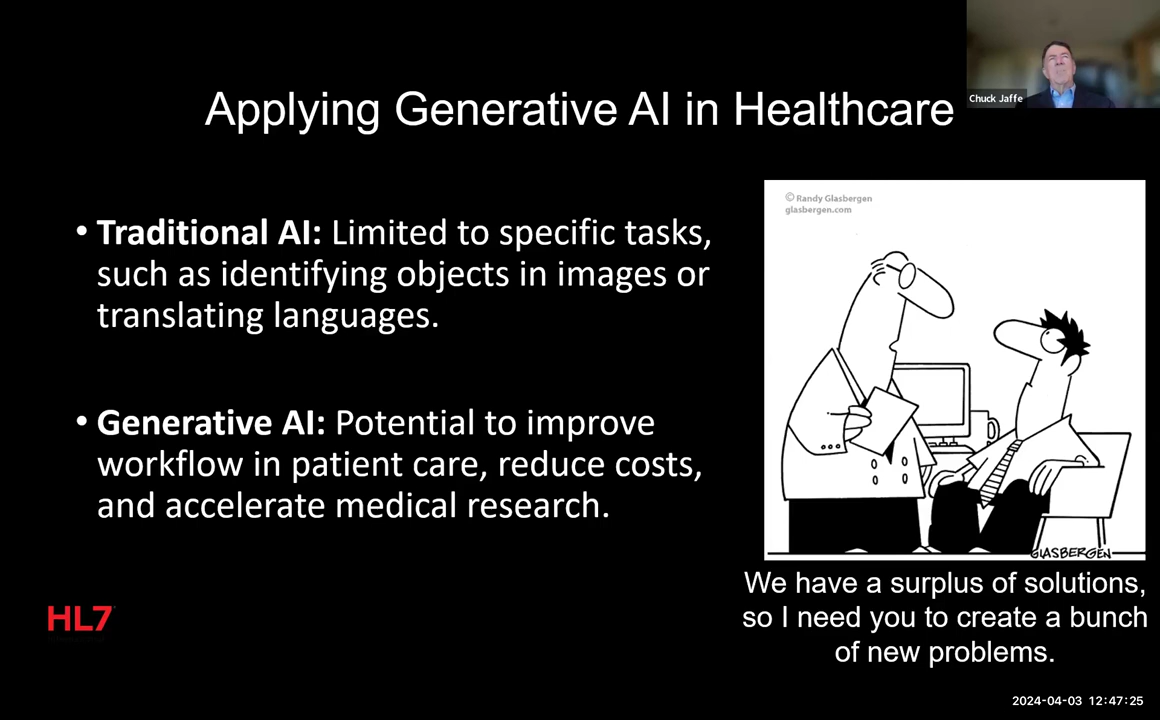 Chuck Jaffe
Applying Generative AI in Healthcare
• Traditional AI: Limited to specific tasks,
such as identifying objects in images or
translating languages.
• Generative AI: Potential to improve
workflow in patient care, reduce costs,
and accelerate medical research.
© Randy Glasbergen
glasbergen.com
GLASBERGEN
We have a surplus of solutions,
so I need you to create a bunch
of new problems.
HL7
2024-04-03 12:47:25